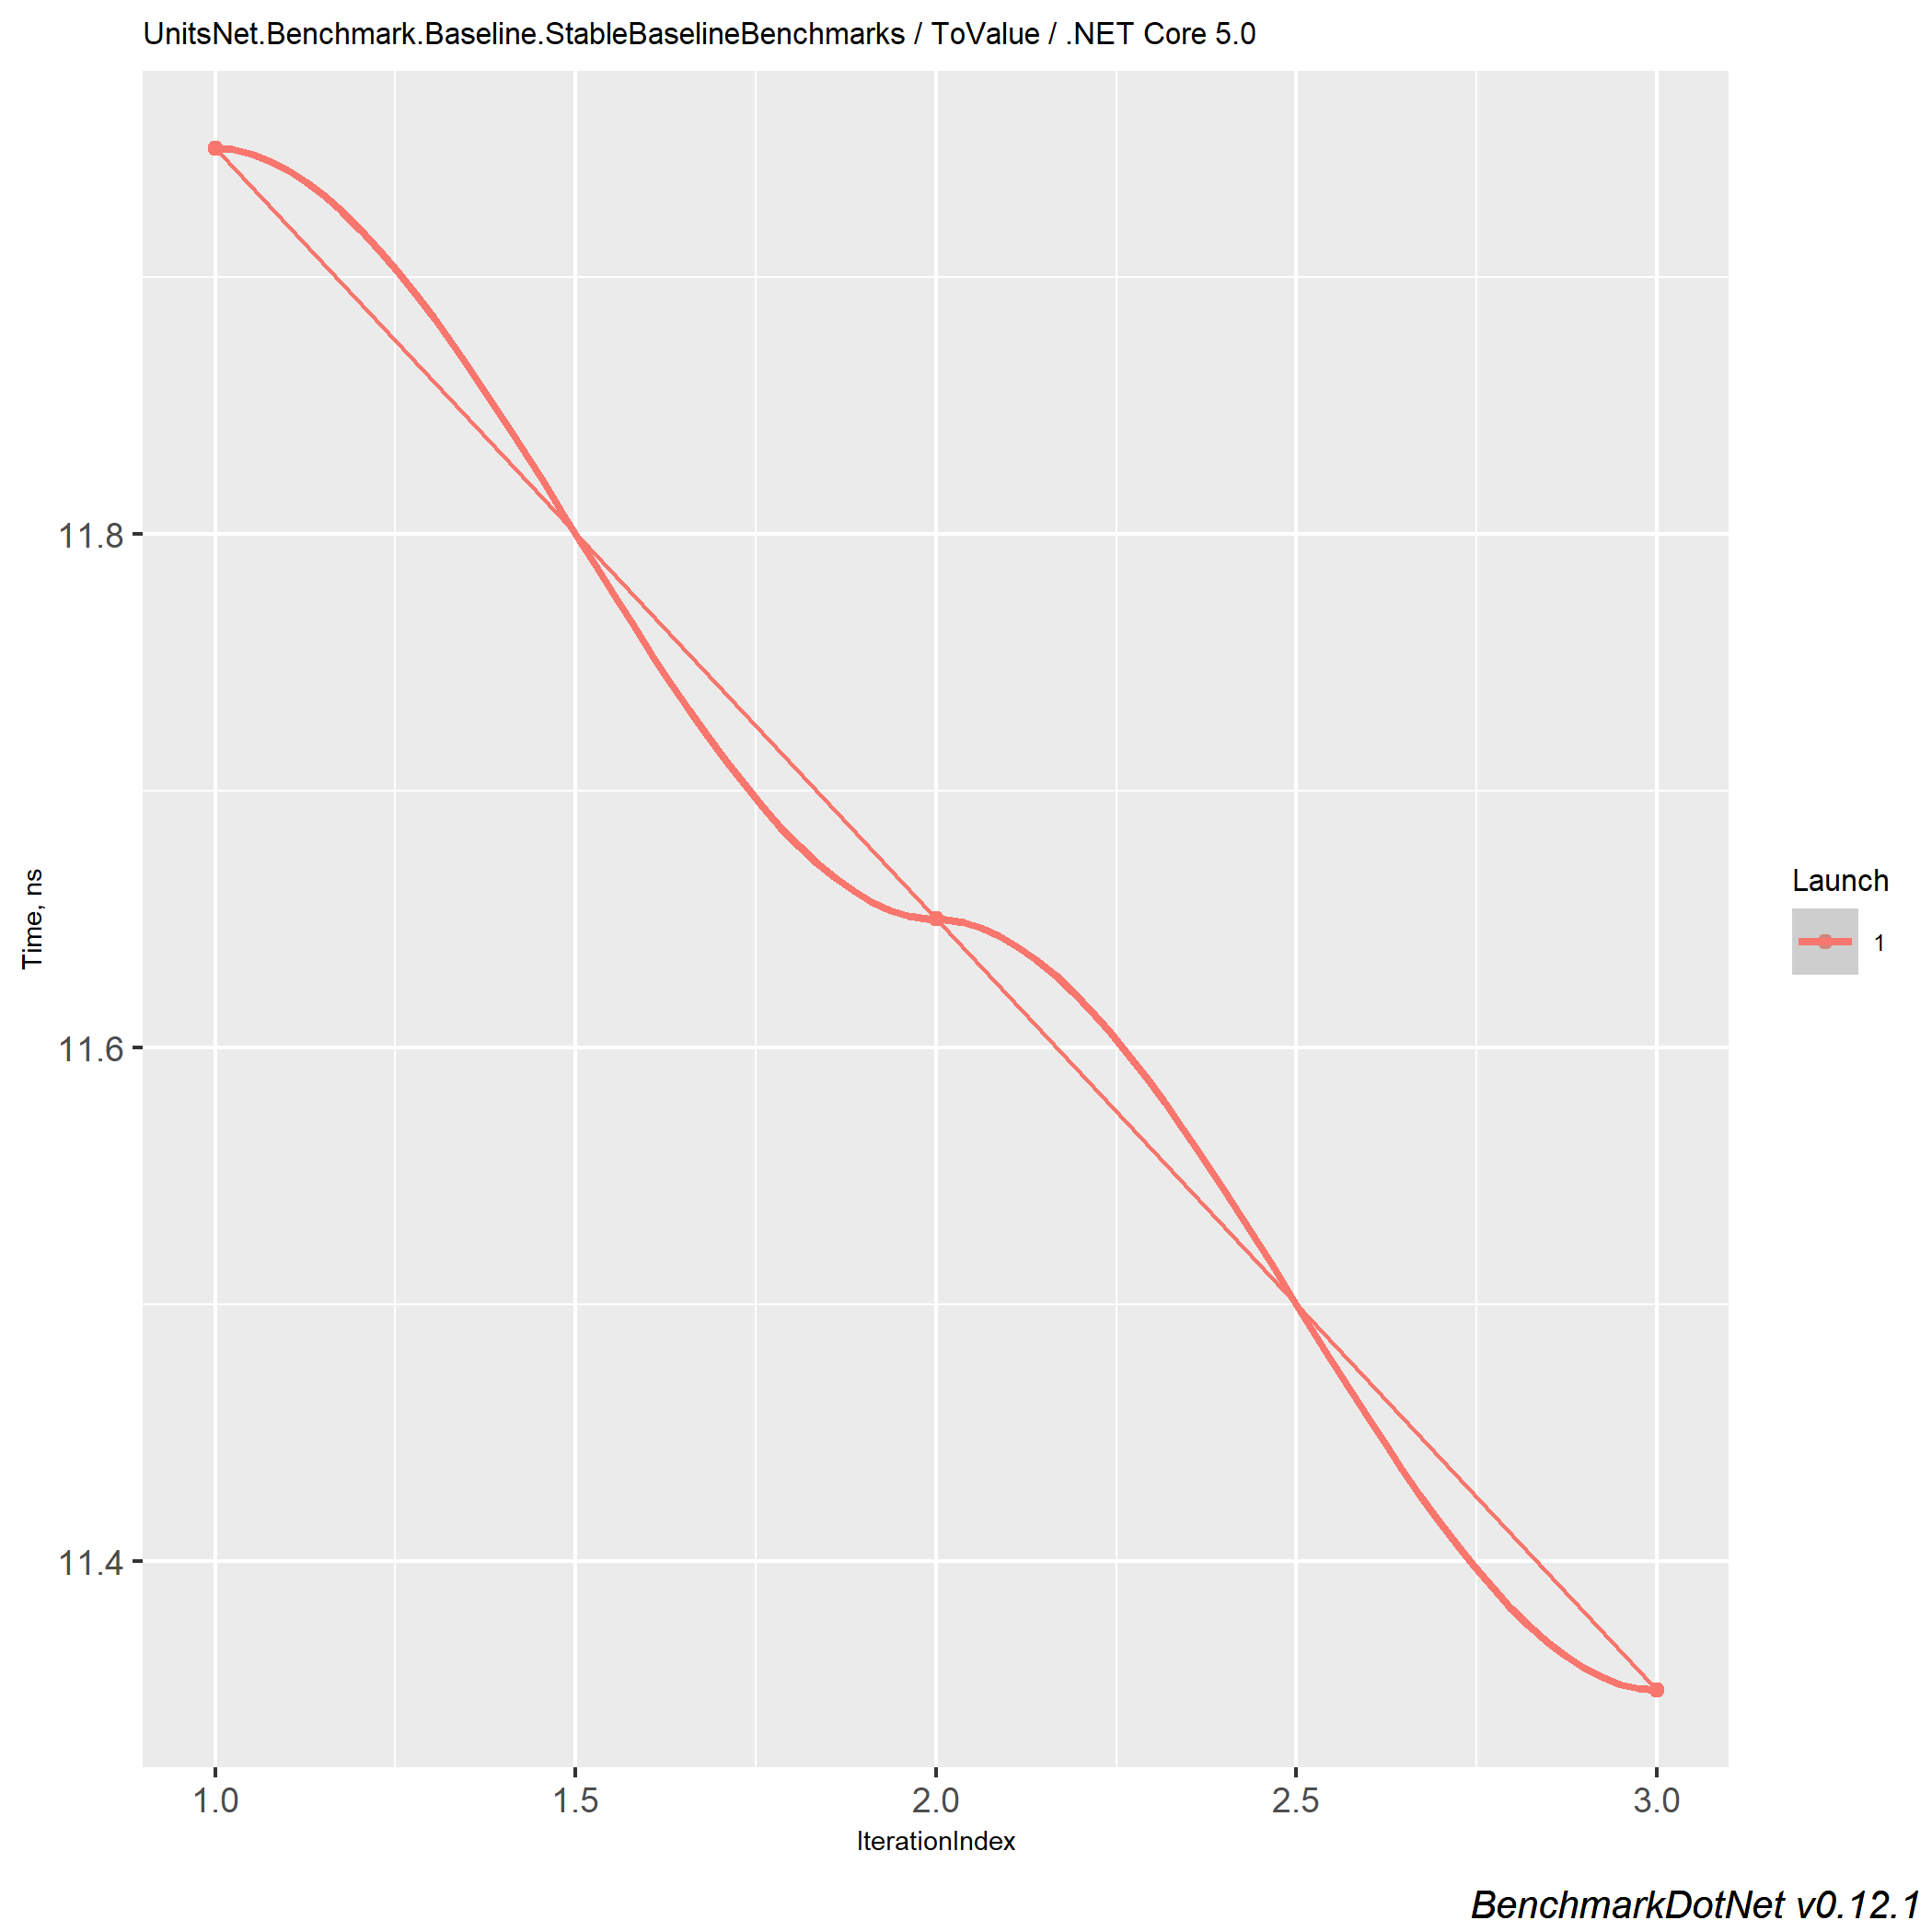 UnitsNet.Benchmark.Baseline.StableBaselineBenchmarks / ToValue / .NET Core 5.0
11.8
11.6
11.4
Time, ns
1.0 1.5 2.0 2.5 3.0
IterationIndex
Launch
1
BenchmarkDotNet v0.12.1